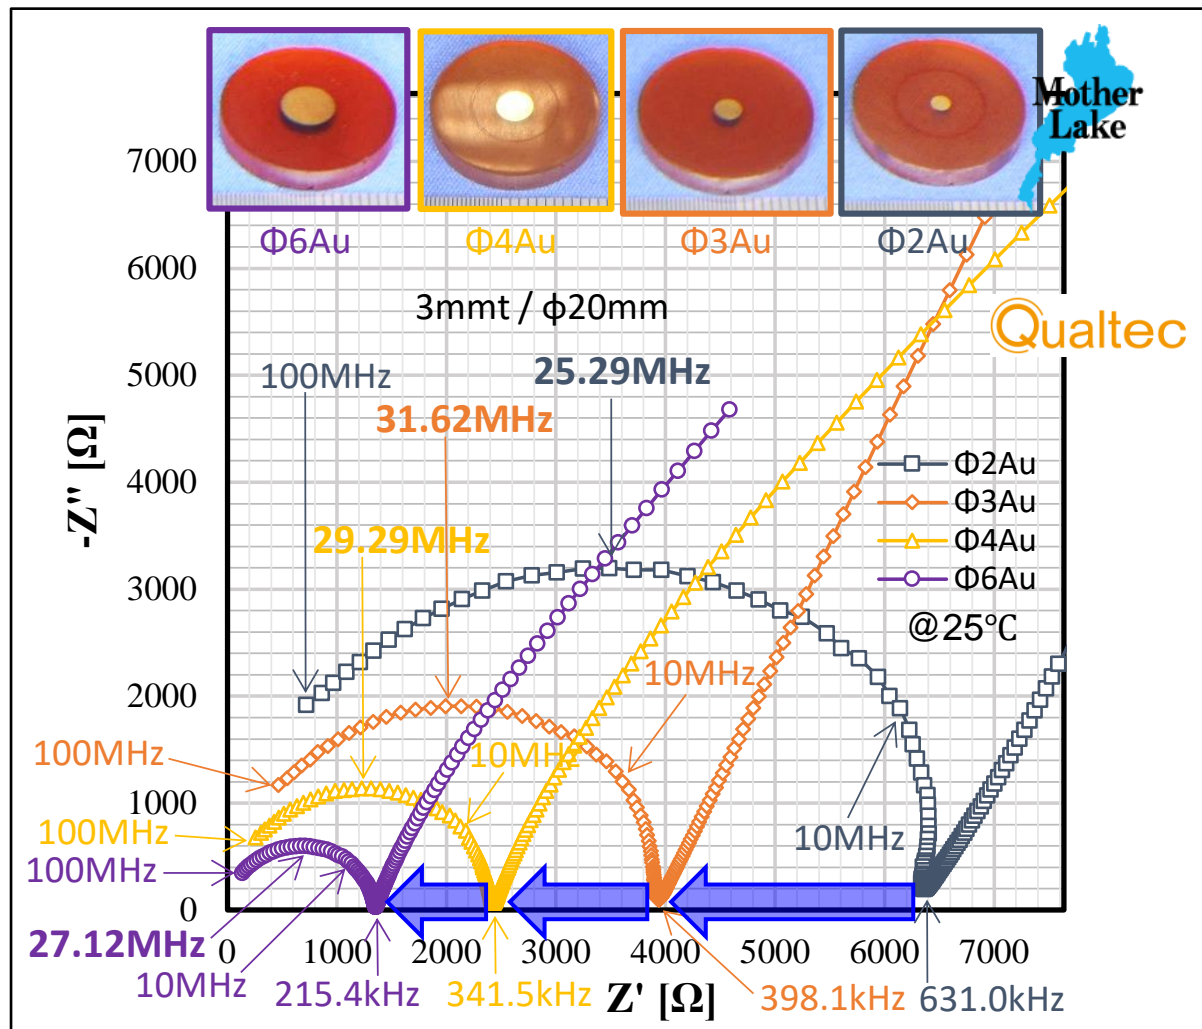 Mother
Lake
Φ6Au
Φ4Au
Φ3Au
Φ2Au
7000
6000
5000
4000
3000
2000
1000
0
-Z" [Ω]
3mmt / ϕ20mm
Qualtec
100MHz
25.29MHz
31.62MHz
29.29MHz
Φ2Au
Φ3Au
Φ4Au
Φ6Au
@25℃
10MHz
100MHz
10MHz
10MHz
100MHz
100MHz
27.12MHz
0
1000
2000
3000
4000
5000
6000
7000
10MHz
215.4kHz
341.5kHz
Z' [Ω]
398.1kHz
631.0kHz